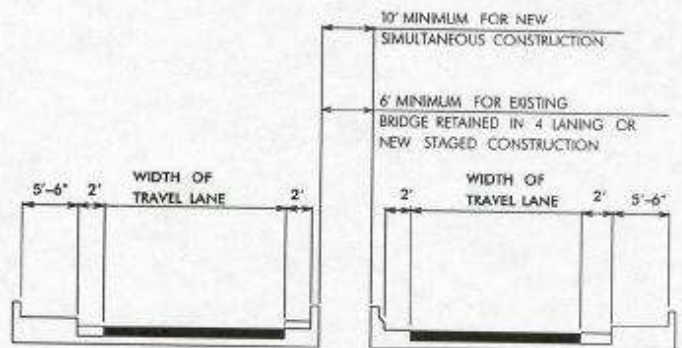 10' MINIMUM FOR NEW
SIMULTANEOUS CONSTRUCTION
6' MINIMUM FOR EXISTING
BRIDGE RETAINED IN 4 LANING OR
NEW STAGED CONSTRUCTION
5'-6" 2' WIDTH OF TRAVEL LANE 2'
2' WIDTH OF TRAVEL LANE 2' 5'-6"